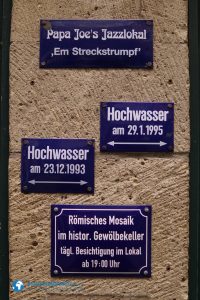 Papa Joe's Jazzlokal
‚Em Streckstrumpf'
Hochwasser
am 29.1.1995
Hochwasser
am 23.12.1993
Römisches Mosaik
im histor. Gewölbekeller
tägl. Besichtigung im Lokal
ab 19:00 Uhr